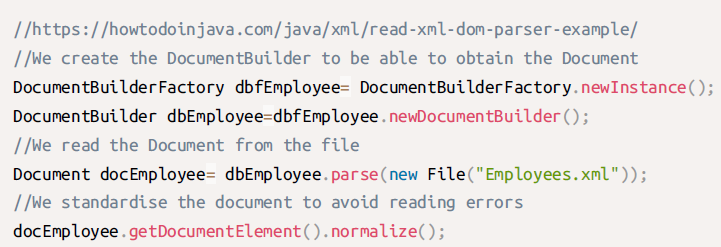 //https://howtodoinjava.com/java/xml/read-xml-dom-parser-example/
//We create the DocumentBuilder to be able to obtain the Document
DocumentBuilderFactory dbfEmployee= DocumentBuilderFactory.newInstance();
DocumentBuilder dbEmployee=dbfEmployee.newDocumentBuilder();
//We read the Document from the file
Document docEmployee= dbEmployee.parse(new File("Employees.xml"));
//We standardise the document to avoid reading errors
docEmployee.getDocumentElement().normalize();